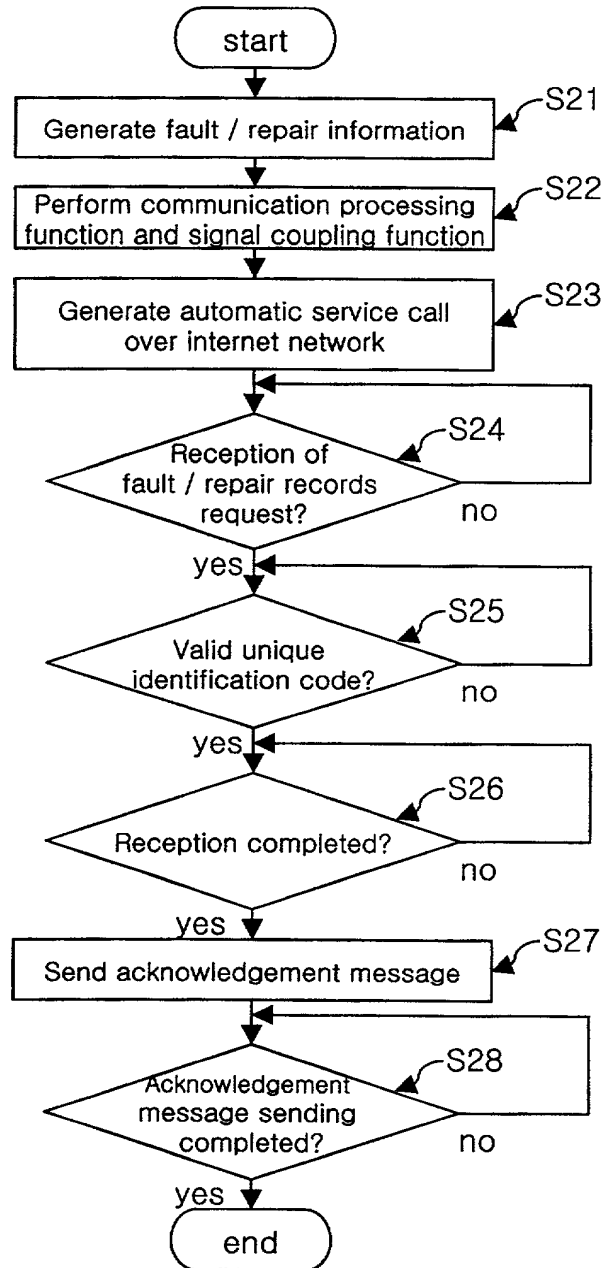 start
S21
Generate fault / repair information
S22
Perform communication processing
function and signal coupling function
S23
Generate automatic service call
over internet network
S24
Reception of
fault / repair records
request?
no
yes
S25
Valid unique
identification code?
no
yes
S26
Reception completed?
no
yes
S27
Send acknowledgement message
S28
Acknowledgement
message sending
completed?
no
yes
end